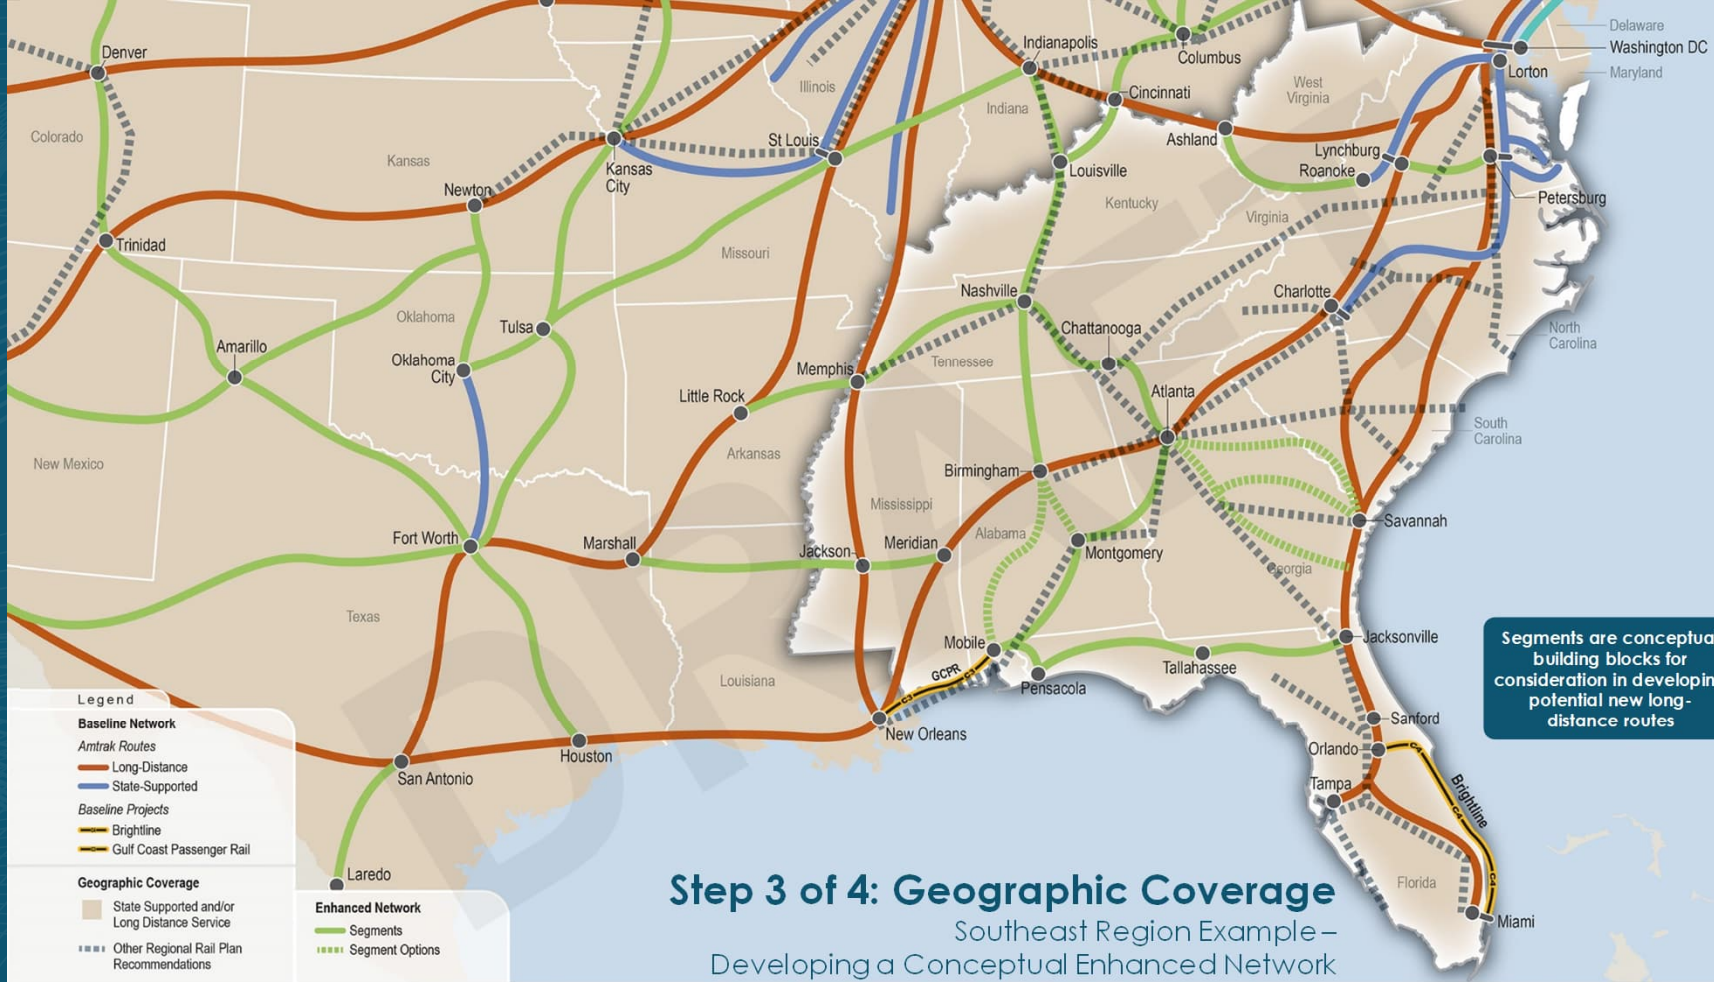 Denver
Indianapolis
Columbus
Delaware
Washington DC
Lorton
Maryland
Illinois
Indiana
Cincinnati
West
Virginia
Colorado
Kansas
Kansas
City
St Louis
Ashland
Lynchburg
Roanoke
Louisville
Newton
Kentucky
Virginia
Petersburg
Trinidad
Missouri
Nashville
Charlotte
Oklahoma
Tulsa
Chattanooga
North
Carolina
Amarillo
Oklahoma
City
Memphis
Tennessee
Little Rock
Atlanta
South
Carolina
New Mexico
Arkansas
Birmingham
Mississippi
Alabama
Savannah
Fort Worth
Marshall
Jackson
Meridian
Montgomery
Georgia
Texas
Mobile
Jacksonville
GCPR
C3
C3
Tallahassee
Louisiana
Pensacola
New Orleans
Sanford
Orlando
C4
Houston
San Antonio
Tampa
Brightline
C4
Laredo
Florida
C4
Miami
DRAFT
Segments are conceptua
building blocks for
consideration in developin
potential new long-
distance routes
Legend
Baseline Network
Amtrak Routes
Long-Distance
State-Supported
Baseline Projects
Brightline
Gulf Coast Passenger Rail
Geographic Coverage
State Supported and/or
Long Distance Service
Other Regional Rail Plan
Recommendations
Enhanced Network
Segments
Segment Options
Step 3 of 4: Geographic Coverage
Southeast Region Example –
Developing a Conceptual Enhanced Network